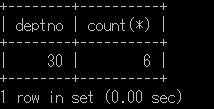 +--------+----------+
| deptno | count(*) |
+--------+----------+
|     30 |        6 |
+--------+----------+
1 row in set (0.00 sec)